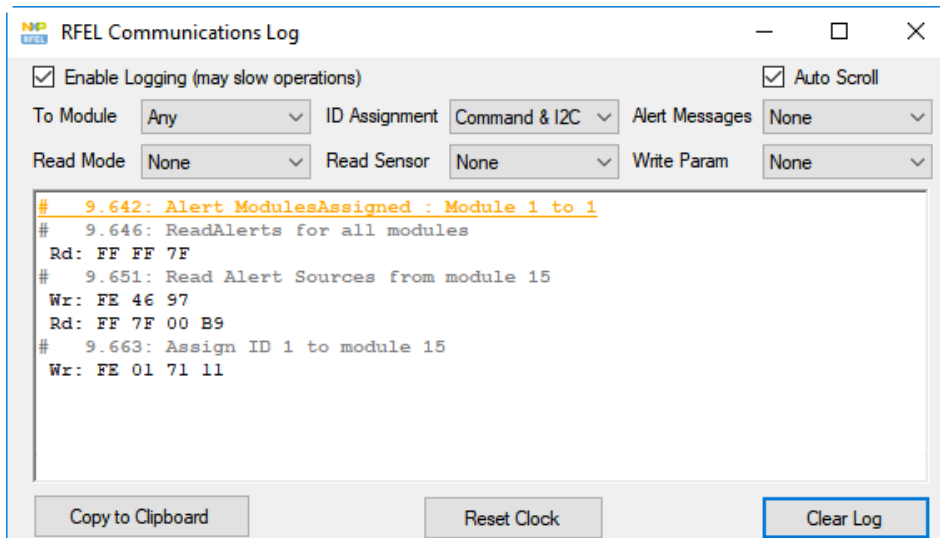 NXP
RFEL
RFEL Communications Log
Enable Logging (may slow operations)
Auto Scroll
To Module Any ID Assignment Command & I2C Alert Messages None
Read Mode None Read Sensor None Write Param None
#   9.642: Alert ModulesAssigned : Module 1 to 1
#   9.646: ReadAlerts for all modules
Rd: FF FF 7F
#   9.651: Read Alert Sources from module 15
Wr: FE 46 97
Rd: FF 7F 00 B9
#   9.663: Assign ID 1 to module 15
Wr: FE 01 71 11
Copy to Clipboard Reset Clock Clear Log